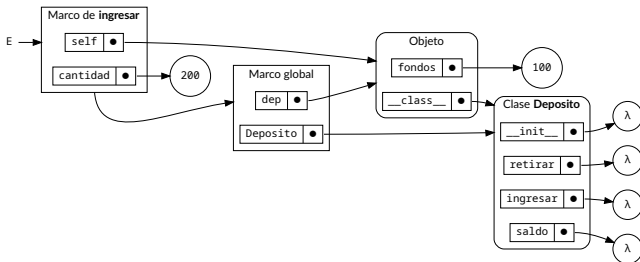 Marco de ingresar
E
self
cantidad
200
Marco global
dep
Deposito
Objeto
fondos
100
__class__
Clase Deposito
__init__
λ
retirar
λ
ingresar
λ
saldo
λ